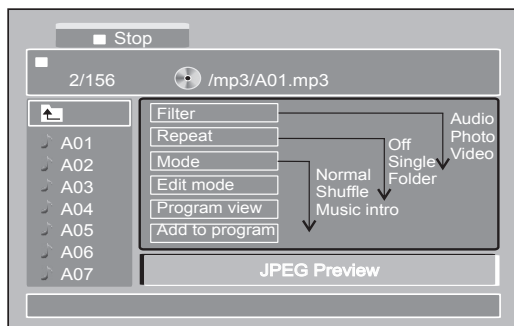 Stop
2/156 /mp3/A01.mp3
A01
A02
A03
A04
A05
A06
A07
Filter
Repeat
Mode
Edit mode
Program view
Add to program
Normal
Shuffle
Music intro
Off
Single
Folder
Audio
Photo
Video
JPEG Preview